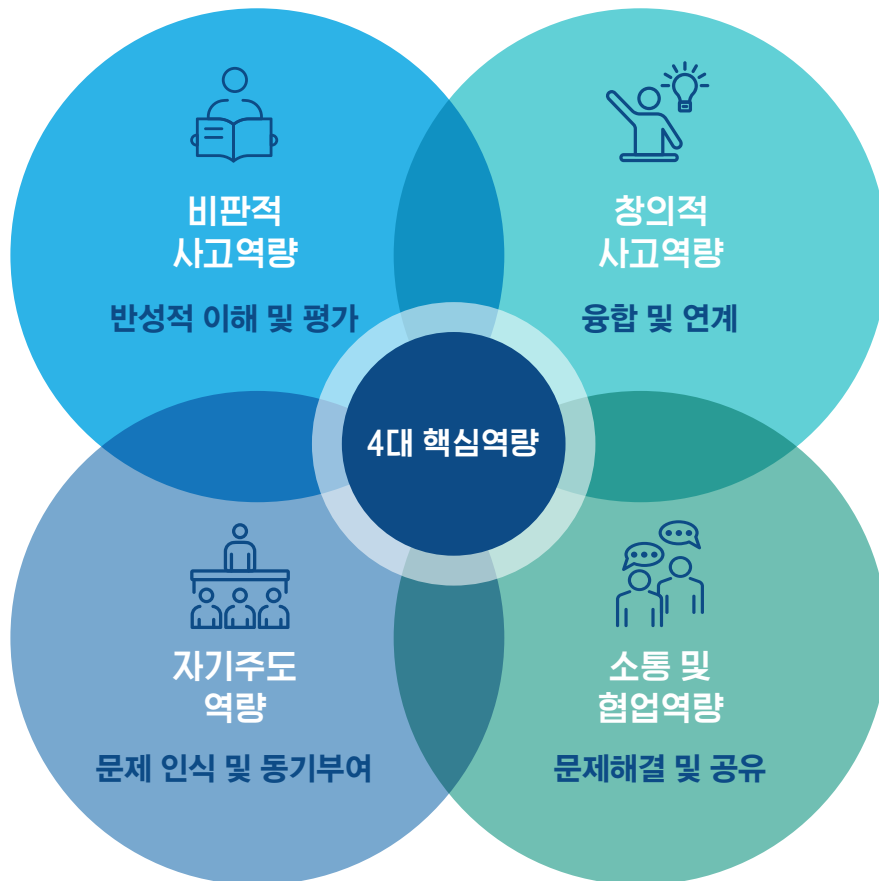 비판적
사고역량
반성적 이해 및 평가
창의적
사고역량
융합 및 연계
4대 핵심역량
자기주도
역량
문제 인식 및 동기부여
소통 및
협업역량
문제해결 및 공유